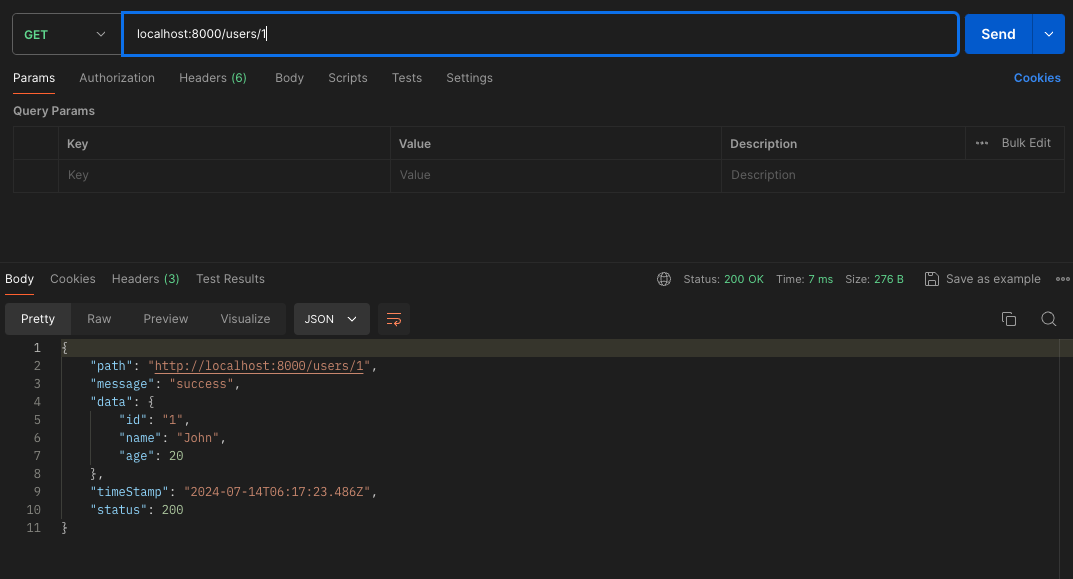 GET localhost:8000/users/1 Send
Params Authorization Headers (6) Body Scripts Tests Settings Cookies
Query Params
Key Value Description ••• Bulk Edit
Key Value Description
Body Cookies Headers (3) Test Results Status: 200 OK Time: 7 ms Size: 276 B Save as example
Pretty Raw Preview Visualize JSON
1 {
2 "path": "http://localhost:8000/users/1",
3 "message": "success",
4 "data": {
5 "id": "1",
6 "name": "John",
7 "age": 20
8 },
9 "timeStamp": "2024-07-14T06:17:23.486Z",
10 "status": 200
11 }